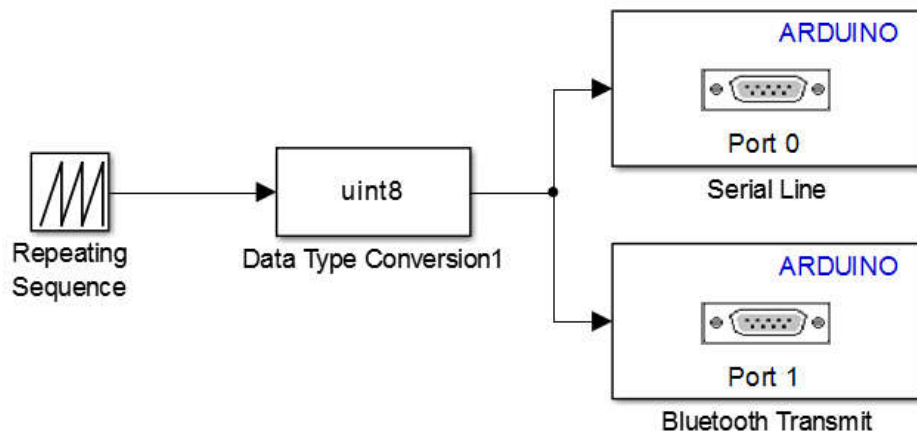 ARDUINO
Port 0
Serial Line
uint8
Repeating
Sequence
Data Type Conversion1
ARDUINO
Port 1
Bluetooth Transmit